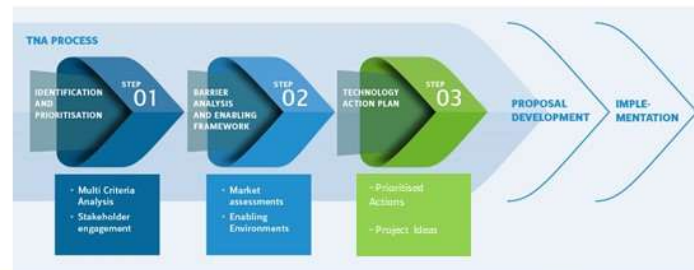 TNA PROCESS
IDENTIFICATION
AND
PRIORITISATION
STEP
01
BARRIER
ANALYSIS
AND ENABLING
FRAMEWORK
STEP
02
TECHNOLOGY
ACTION PLAN
STEP
03
PROPOSAL
DEVELOPMENT
IMPLE-
MENTATION
• Multi Criteria
Analysis
• Stakeholder
engagement
• Market
assessments
• Enabling
Environments
- Prioritised
Actions
- Project Ideas